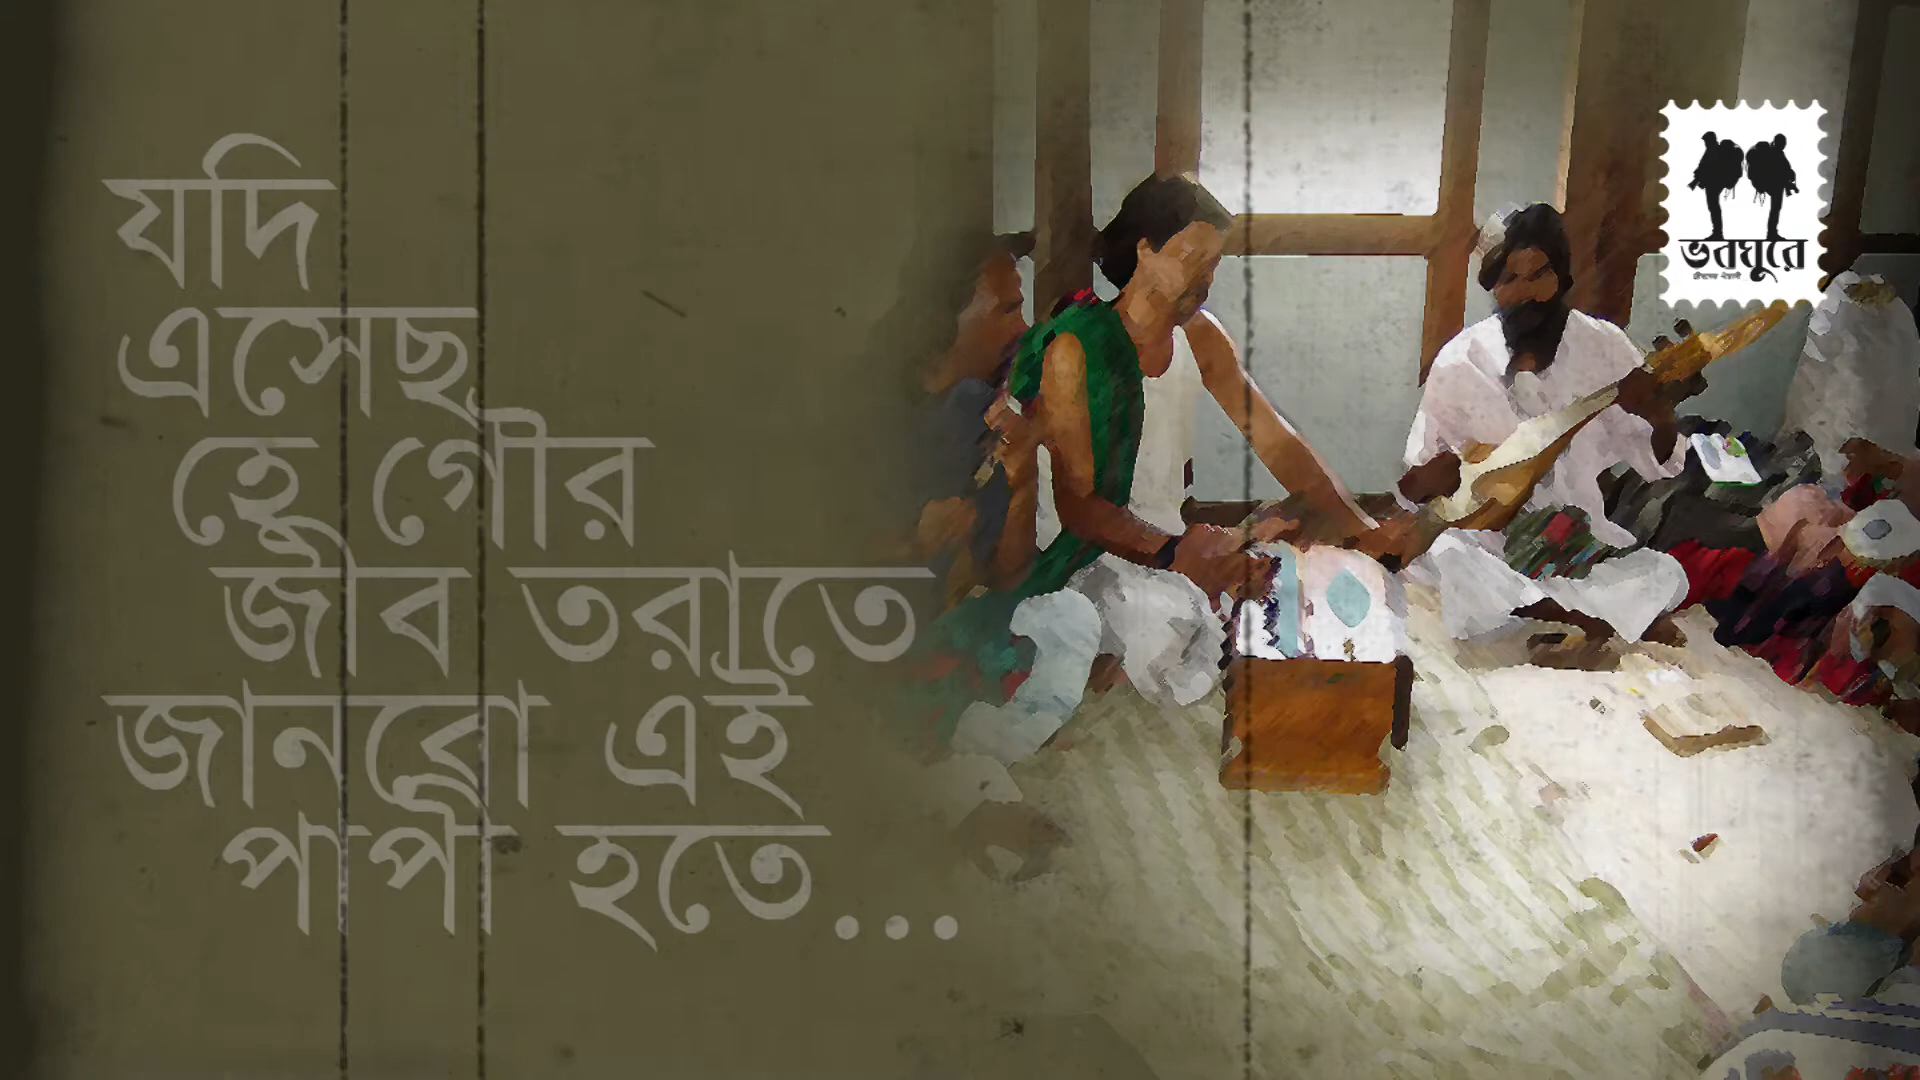 যদি
এসেছ
হে গৌর
জীব তরাতে
জানবো এই
পাপী হতে...
ভবঘুরে